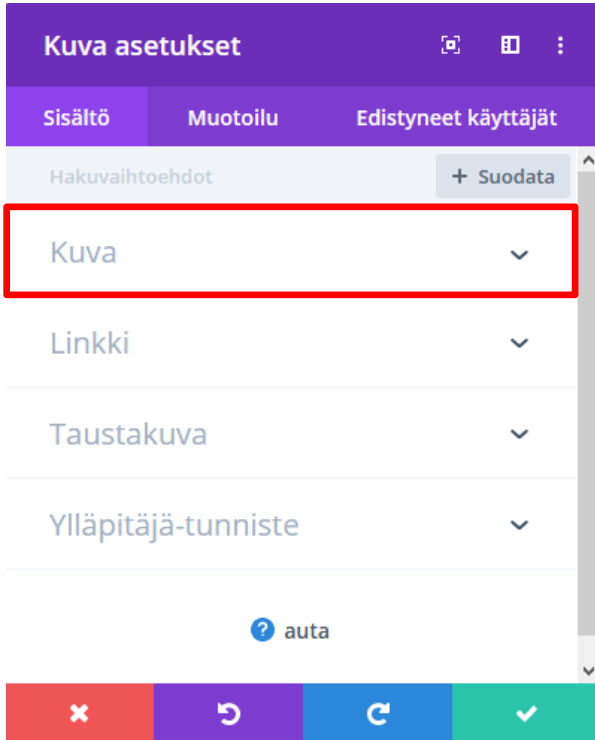 Kuva asetukset
Sisältö Muotoilu Edistyneet käyttäjät
Hakuvaihtoehdot + Suodata
Kuva
Linkki
Taustakuva
Ylläpitäjä-tunniste
? auta